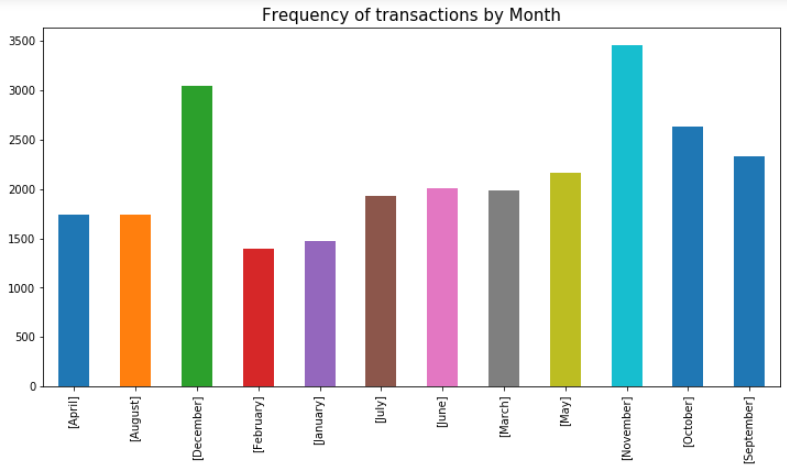 Frequency of transactions by Month
3500
3000
2500
2000
1500
1000
500
0
[April]
[August]
[December]
[February]
[January]
[July]
[June]
[March]
[May]
[November]
[October]
[September]